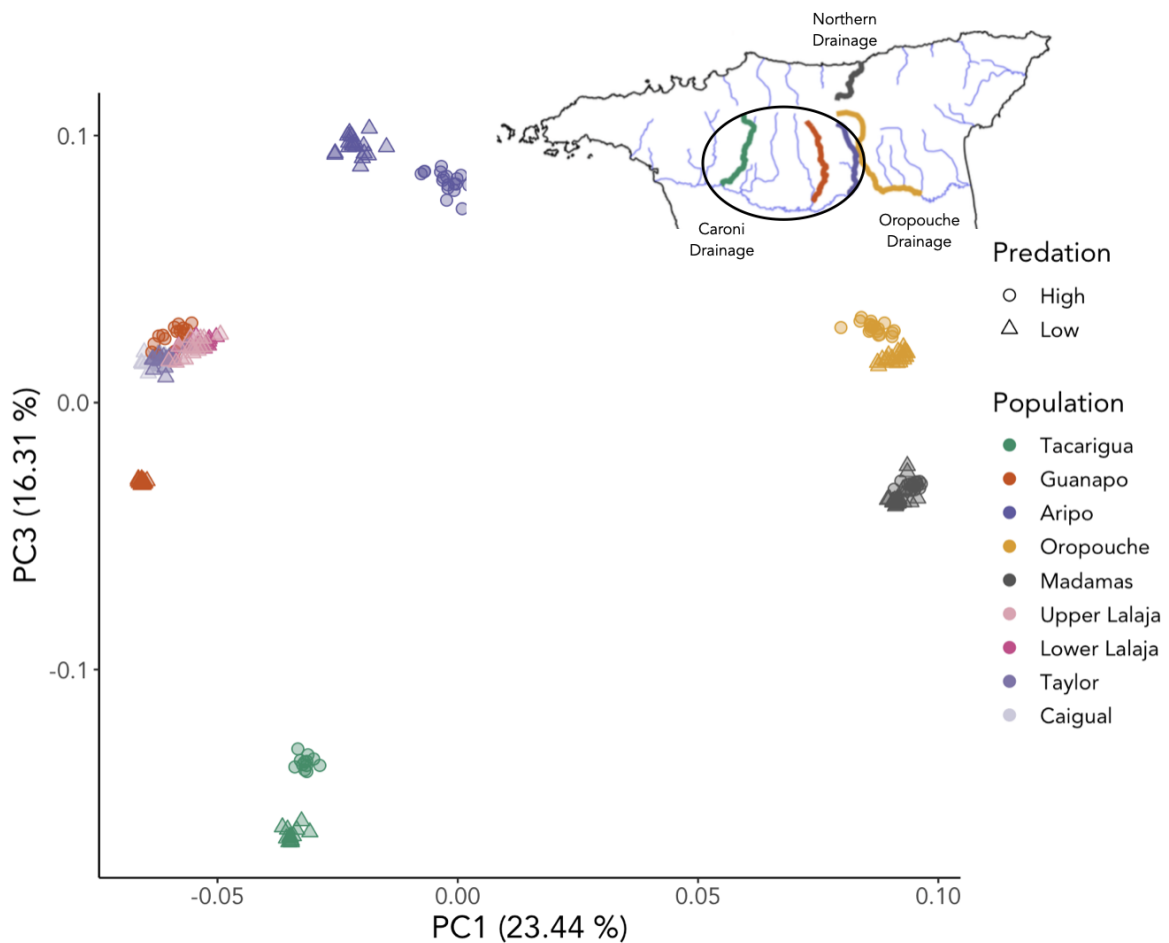 Northern
Drainage
Caroni
Drainage
Oropouche
Drainage
0.1
0.0
-0.1
PC3 (16.31 %)
-0.05
0.00
0.05
0.10
PC1 (23.44 %)
Predation
High
Low
Population
Tacarigua
Guanapo
Aripo
Oropouche
Madamas
Upper Lalaja
Lower Lalaja
Taylor
Caigual